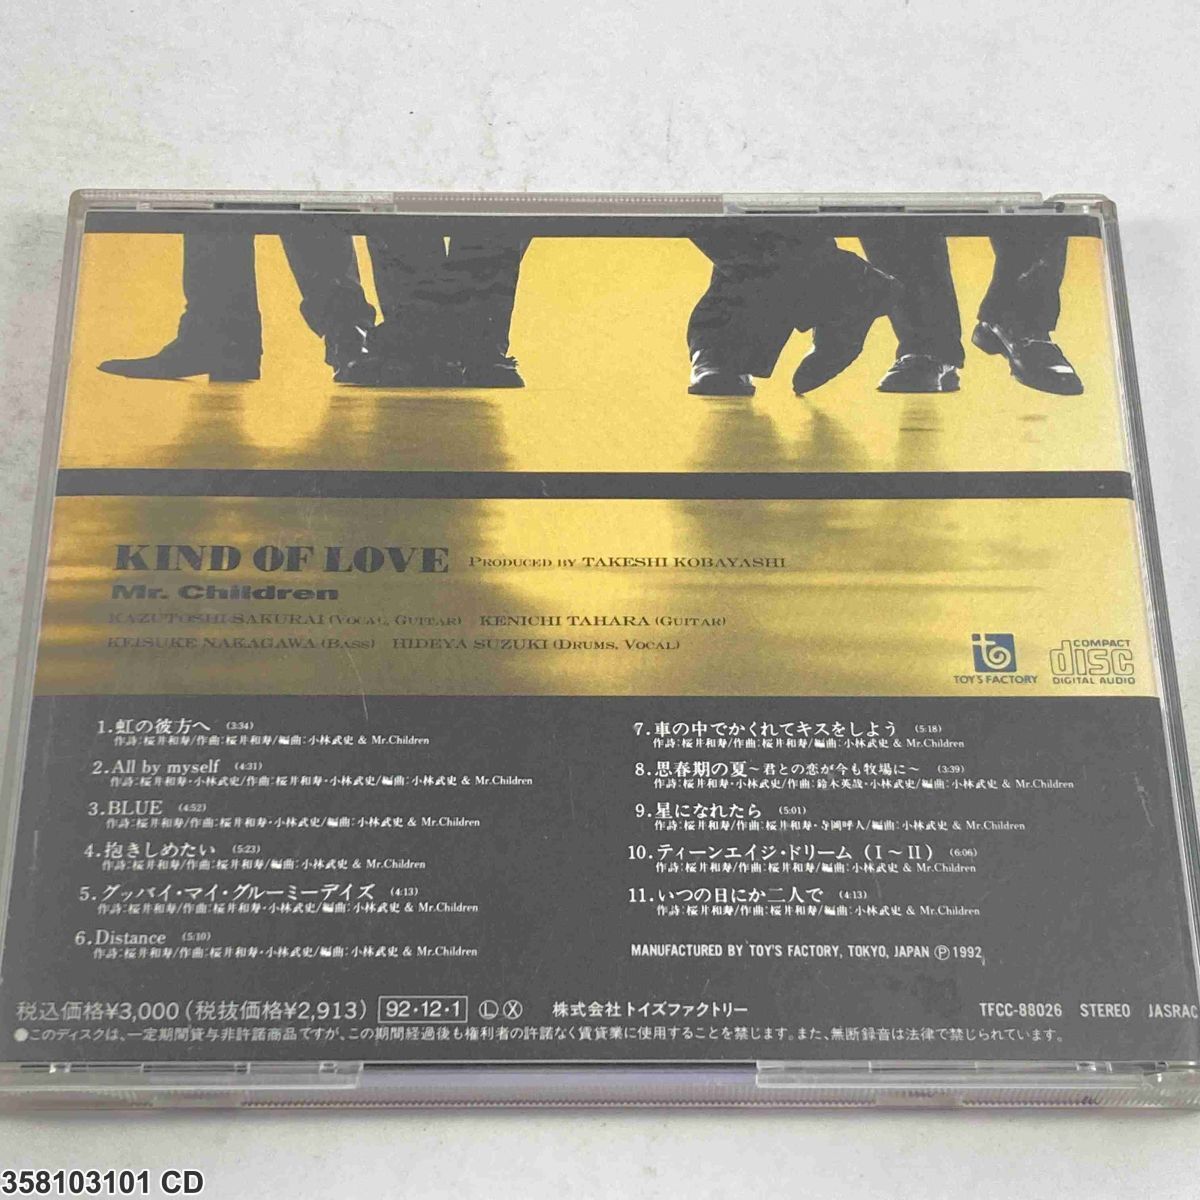 KIND OF LOVE PRODUCED BY TAKESHI KOBAYASHI
Mr. Children
KAZUTOSHI SAKURAI (VOCAL, GUITAR) KENICHI TAHARA (GUITAR)
KEISUKE NAKAGAWA (BASS) HIDEYA SUZUKI (DRUMS, VOCAL)
TOY'S FACTORY
COMPACT
disc
DIGITAL AUDIO
1.虹の彼方へ (3:34)
作詩:桜井和寿/作曲:桜井和寿/編曲:小林武史 & Mr.Children
2.All by myself (4:31)
作詩:桜井和寿・小林武史/作曲:桜井和寿・小林武史/編曲:小林武史 & Mr.Children
3.BLUE (4:52)
作詩:桜井和寿/作曲:桜井和寿・小林武史/編曲:小林武史 & Mr.Children
4.抱きしめたい (5:23)
作詩:桜井和寿/作曲:桜井和寿/編曲:小林武史 & Mr.Children
5.グッバイ・マイ・グルーミーデイズ (4:13)
作詩:桜井和寿/作曲:桜井和寿・小林武史/編曲:小林武史 & Mr.Children
6.Distance (5:10)
作詩:桜井和寿/作曲:桜井和寿・小林武史/編曲:小林武史 & Mr.Children
7.車の中でかくれてキスをしよう (5:18)
作詩:桜井和寿/作曲:桜井和寿/編曲:小林武史 & Mr.Children
8.思春期の夏～君との恋が今も牧場に～ (3:39)
作詩:桜井和寿・小林武史/作曲:鈴木英哉・小林武史/編曲:小林武史 & Mr.Children
9.星になれたら (5:01)
作詩:桜井和寿/作曲:桜井和寿・寺岡呼人/編曲:小林武史 & Mr.Children
10.ティーンエイジ・ドリーム (I～II) (6:06)
作詩:桜井和寿/作曲:桜井和寿/編曲:小林武史 & Mr.Children
11.いつの日にか二人で (4:13)
作詩:桜井和寿/作曲:桜井和寿/編曲:小林武史 & Mr.Children
MANUFACTURED BY TOY'S FACTORY, TOKYO, JAPAN Ⓟ 1992
税込価格¥3,000 (税抜価格¥2,913) 92・12・1 Ⓛ Ⓧ 株式会社トイズファクトリー TFCC-88026 STEREO JASRAC
●このディスクは、一定期間貸与非許諾商品ですが、この期間経過後も権利者の許諾なく賃貸業に使用することを禁じます。また、無断録音は法律で禁じられています。
358103101 CD